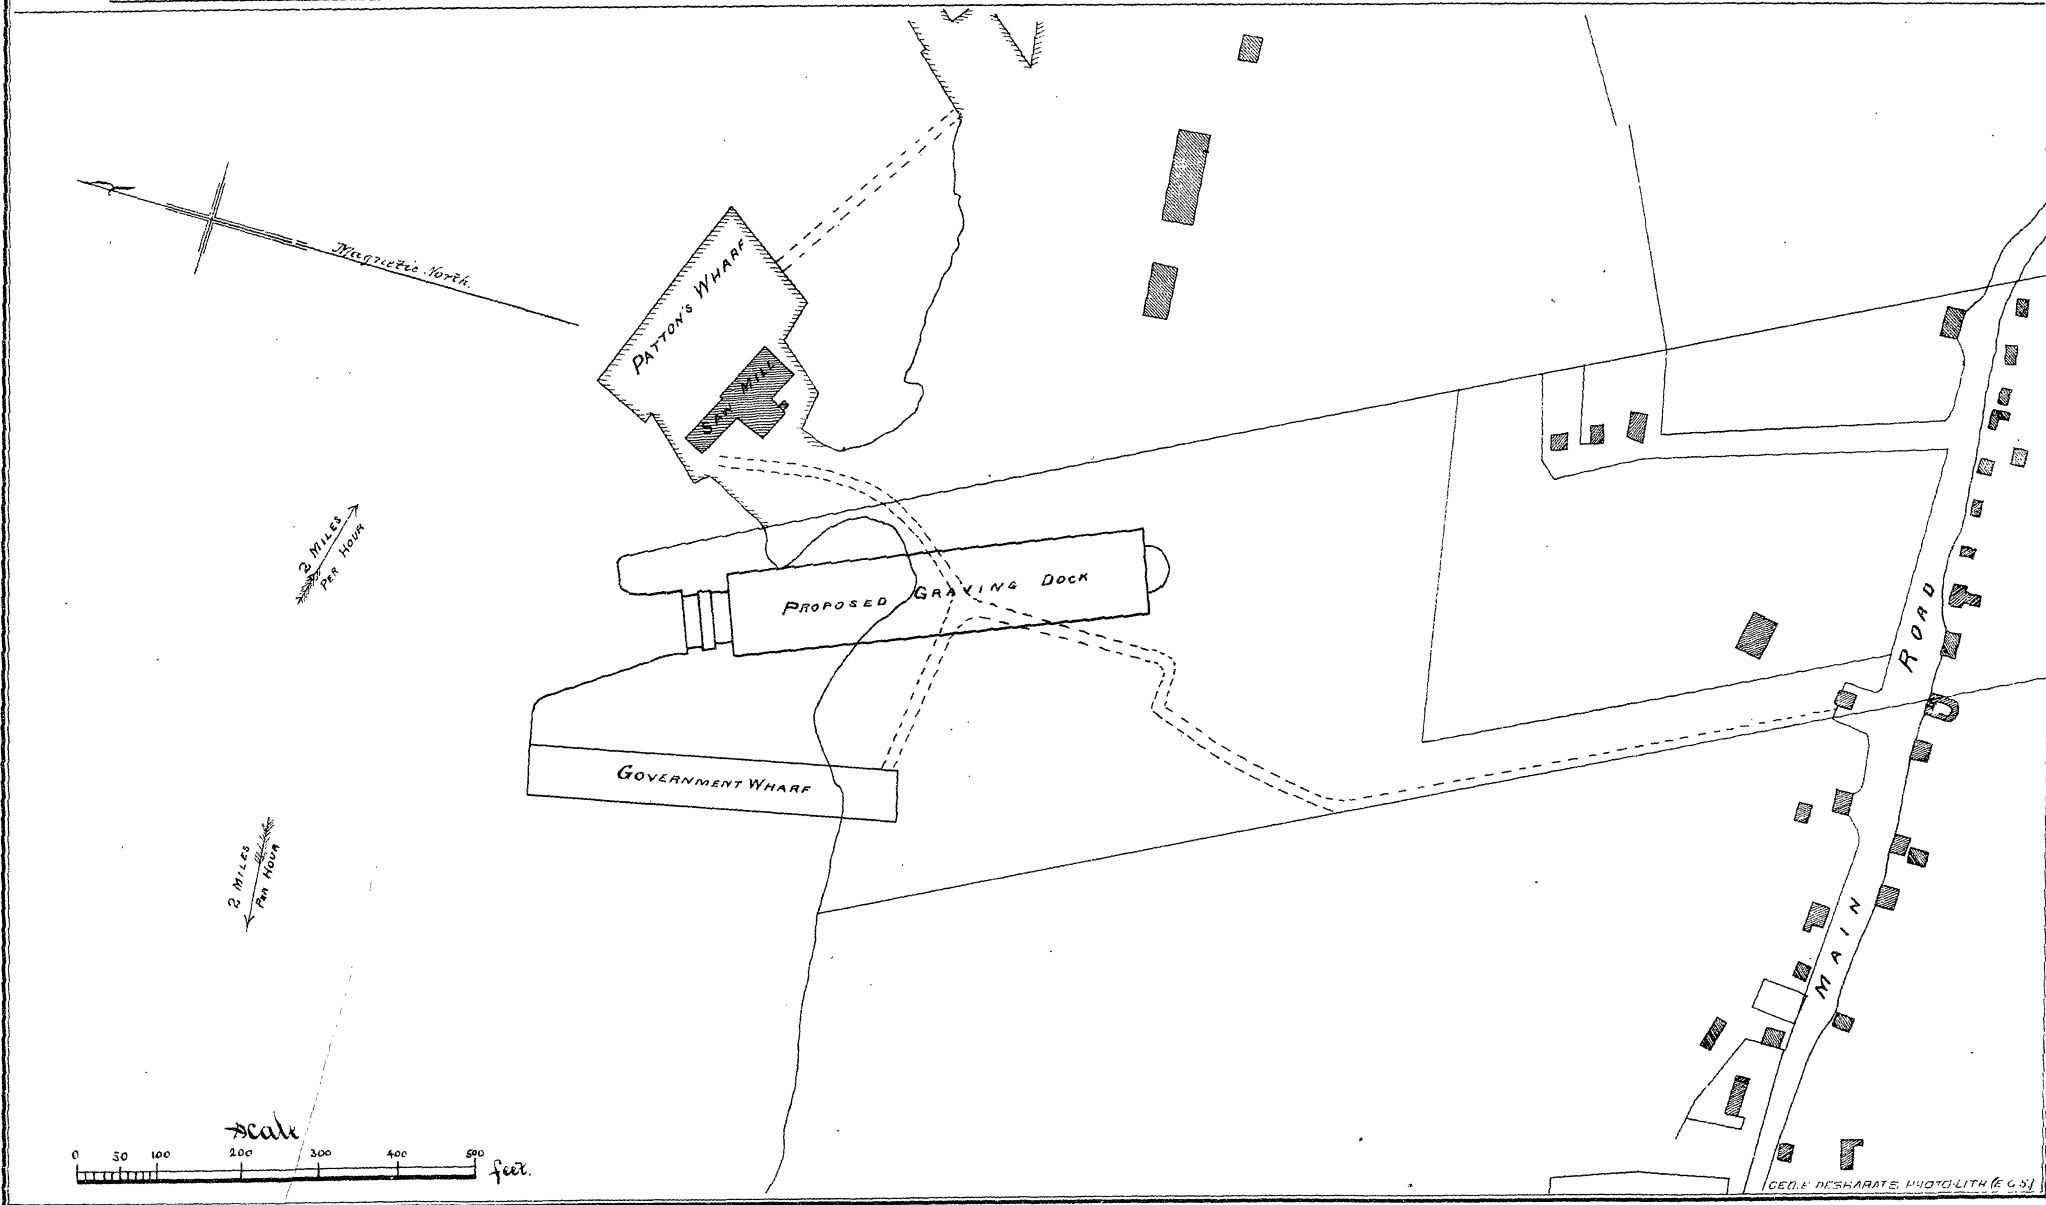 Magnetic North.
PATTON'S WHARF
SAW MILL
2 MILES
PER HOUR
PROPOSED GRAVING DOCK
GOVERNMENT WHARF
2 MILES
PER HOUR
MAIN ROAD
Scale
0 50 100 200 300 400 500
feet.
GEO. E. DESBARATS, PHOTO-LITH (E G S)